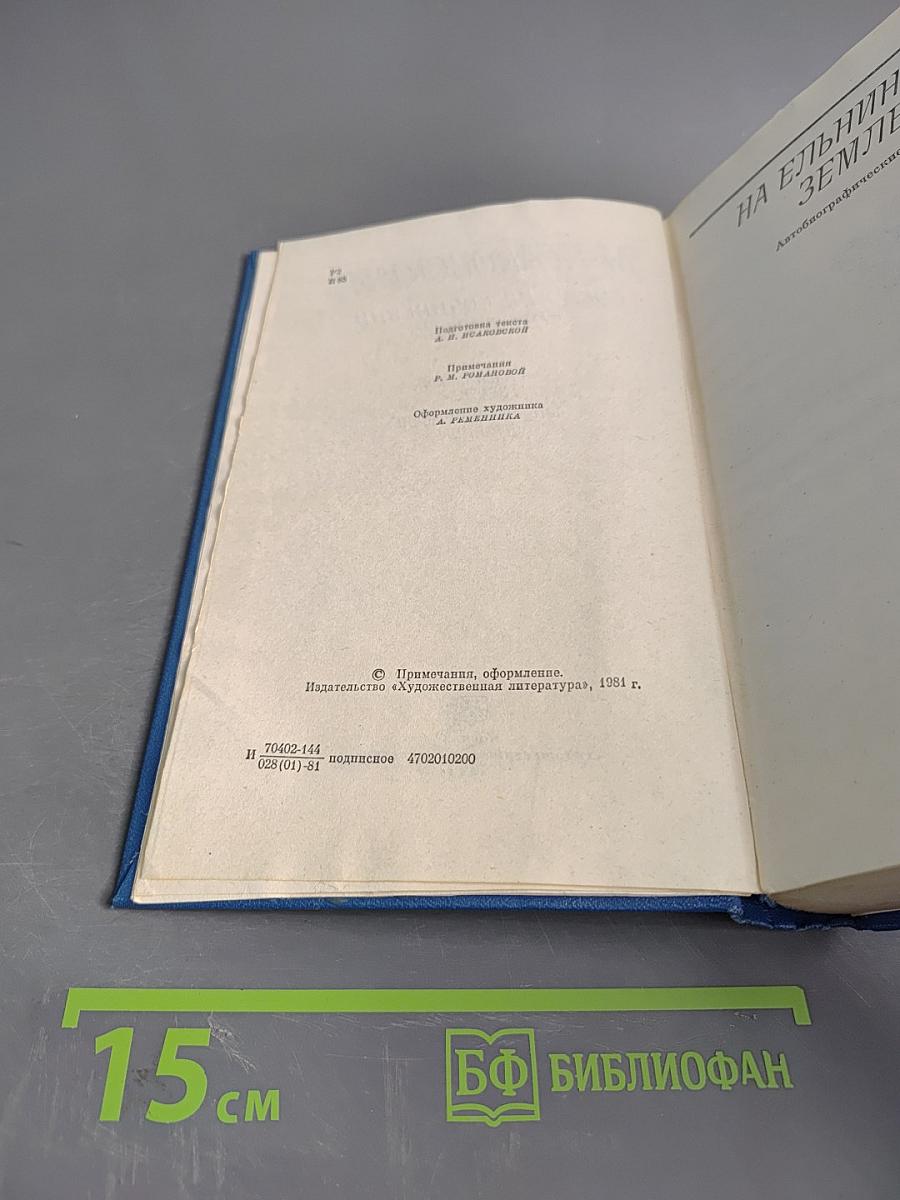 Р2
И 85
Подготовка текста
А. И. ИСАКОВСКОЙ
Примечания
Р. М. РОМАНОВОЙ
Оформление художника
А. РЕМЕННИКА
© Примечания, оформление.
Издательство «Художественная литература», 1981 г.
И 70402-144
028(01)-81 подписное 4702010200
НА ЕЛЬНИН
ЗЕМЛЕ
Автобиографические
15 см
БФ БИБЛИОФАН